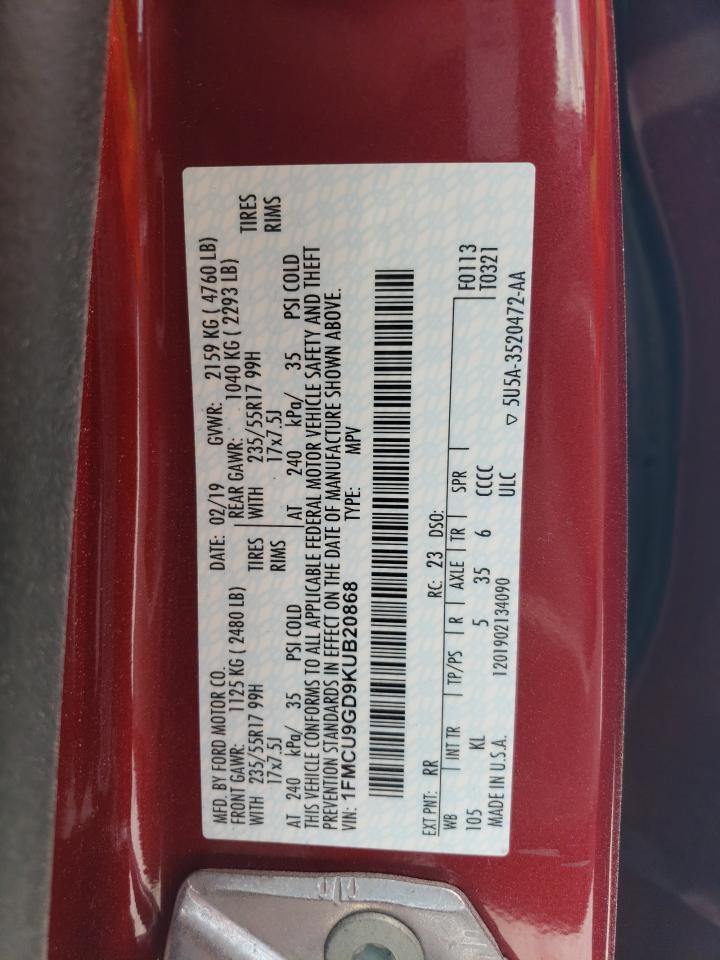 MFD. BY FORD MOTOR CO.
DATE: 02/19 GVWR: 2159 KG ( 4760 LB)
FRONT GAWR: 1125 KG ( 2480 LB) REAR GAWR: 1040 KG ( 2293 LB)
WITH 235/55R17 99H TIRES WITH 235/55R17 99H TIRES
17x7.5J RIMS 17x7.5J RIMS
AT 240 kPa/ 35 PSI COLD AT 240 kPa/ 35 PSI COLD
THIS VEHICLE CONFORMS TO ALL APPLICABLE FEDERAL MOTOR VEHICLE SAFETY AND THEFT
PREVENTION STANDARDS IN EFFECT ON THE DATE OF MANUFACTURE SHOWN ABOVE.
VIN: 1FMCU9GD9KUB20868 TYPE: MPV
EXT PNT: RR RC: 23 DSO: F0113
WB INT TR TP/PS R AXLE TR SPR T0321
105 KL 5 35 6 CCCC
MADE IN U.S.A. 1201902134090 ULC ▽ 5U5A-3520472-AA